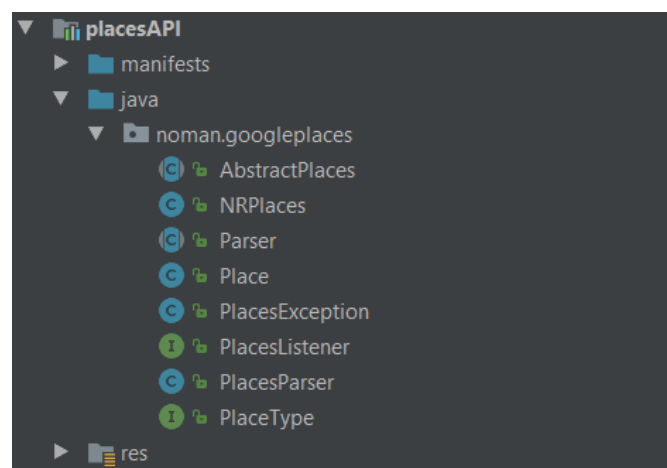 placesAPI
manifests
java
noman.googleplaces
C AbstractPlaces
C NRPlaces
C Parser
C Place
C PlacesException
I PlacesListener
C PlacesParser
I PlaceType
res